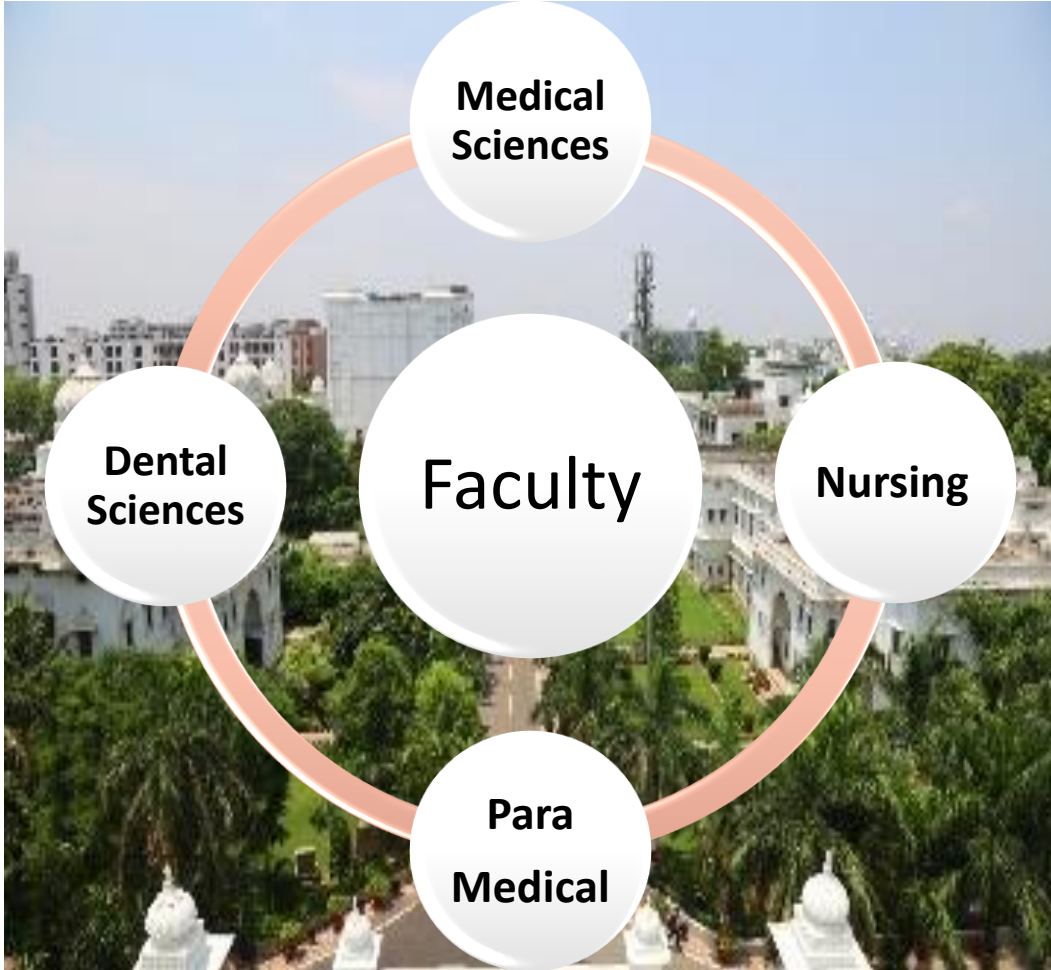 Medical
Sciences
Dental
Sciences
Faculty
Nursing
Para
Medical